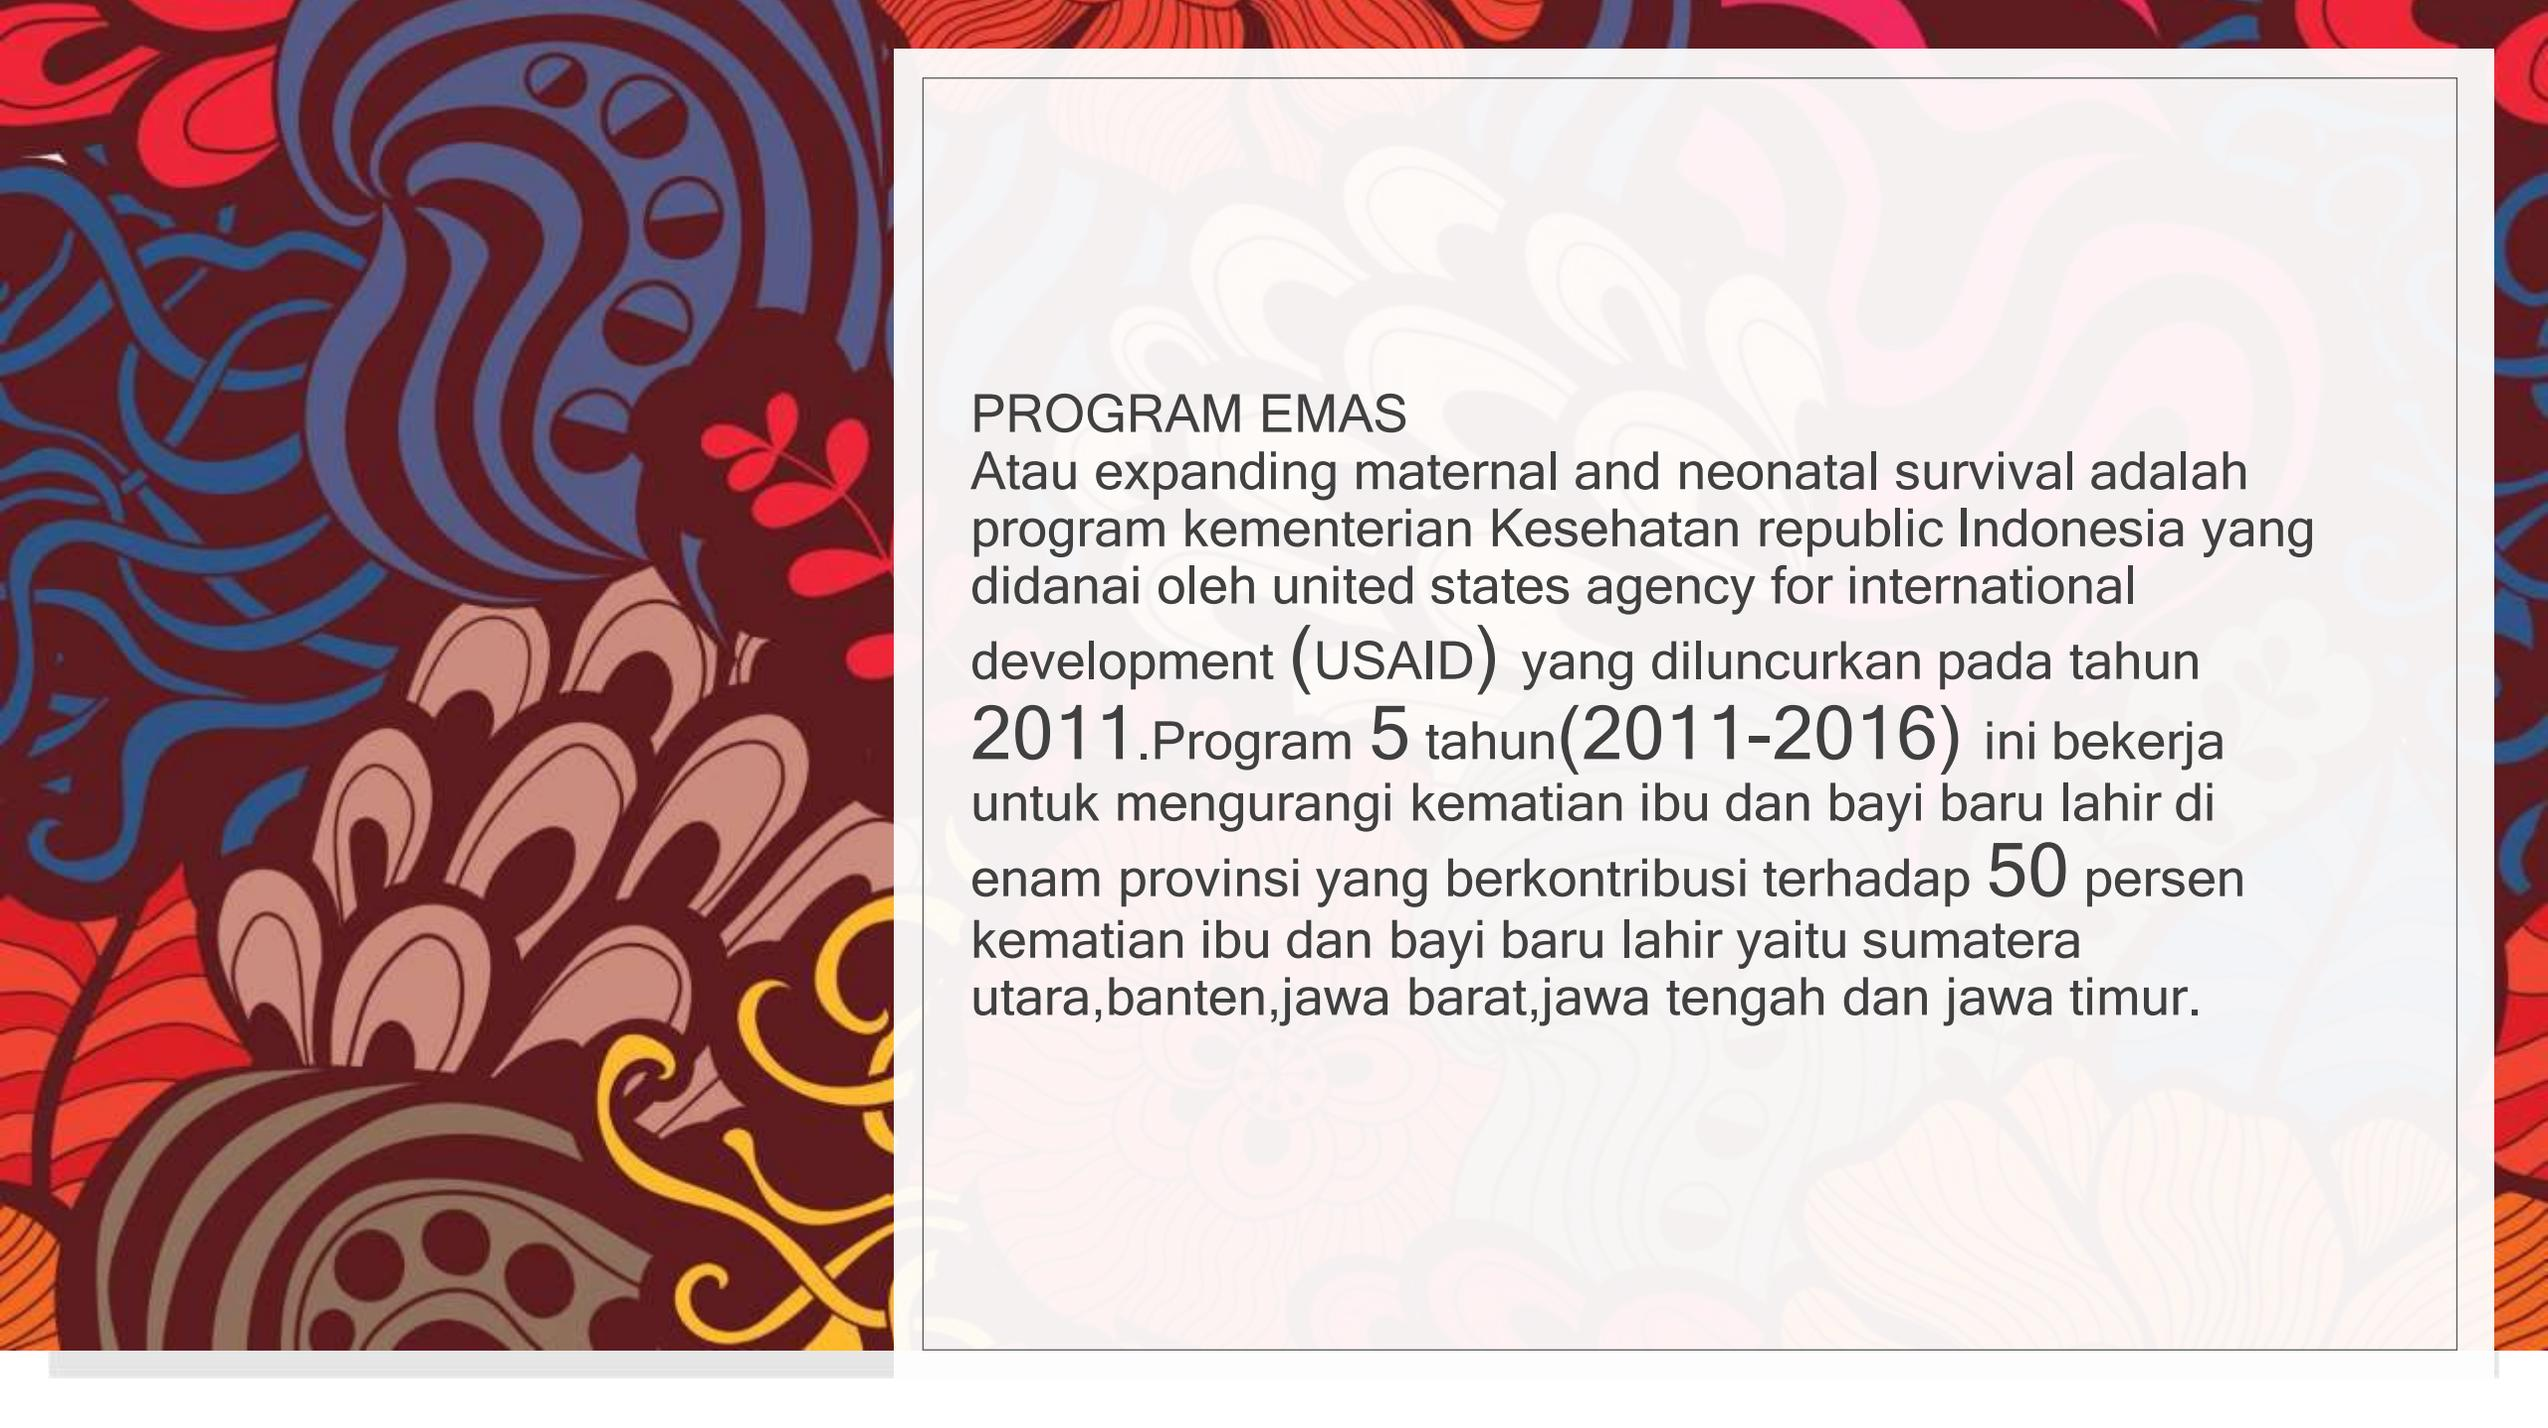 PROGRAM EMAS
Atau expanding maternal and neonatal survival adalah
program kementerian Kesehatan republic Indonesia yang
didanai oleh united states agency for international
development (USAID) yang diluncurkan pada tahun
2011.Program 5 tahun(2011-2016) ini bekerja
untuk mengurangi kematian ibu dan bayi baru lahir di
enam provinsi yang berkontribusi terhadap 50 persen
kematian ibu dan bayi baru lahir yaitu sumatera
utara,banten,jawa barat,jawa tengah dan jawa timur.